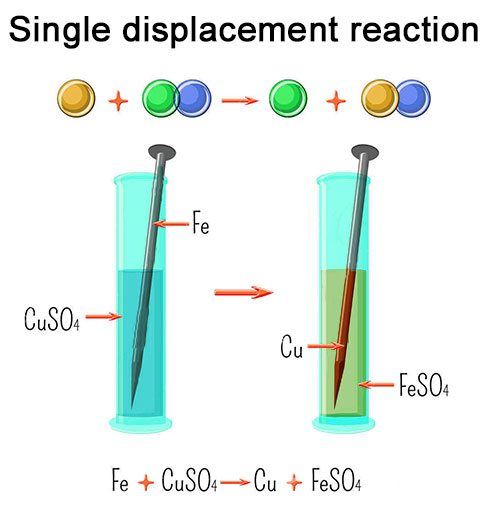 Single displacement reaction
Fe
CuSO₄
Cu
FeSO₄
Fe + CuSO₄ → Cu + FeSO₄